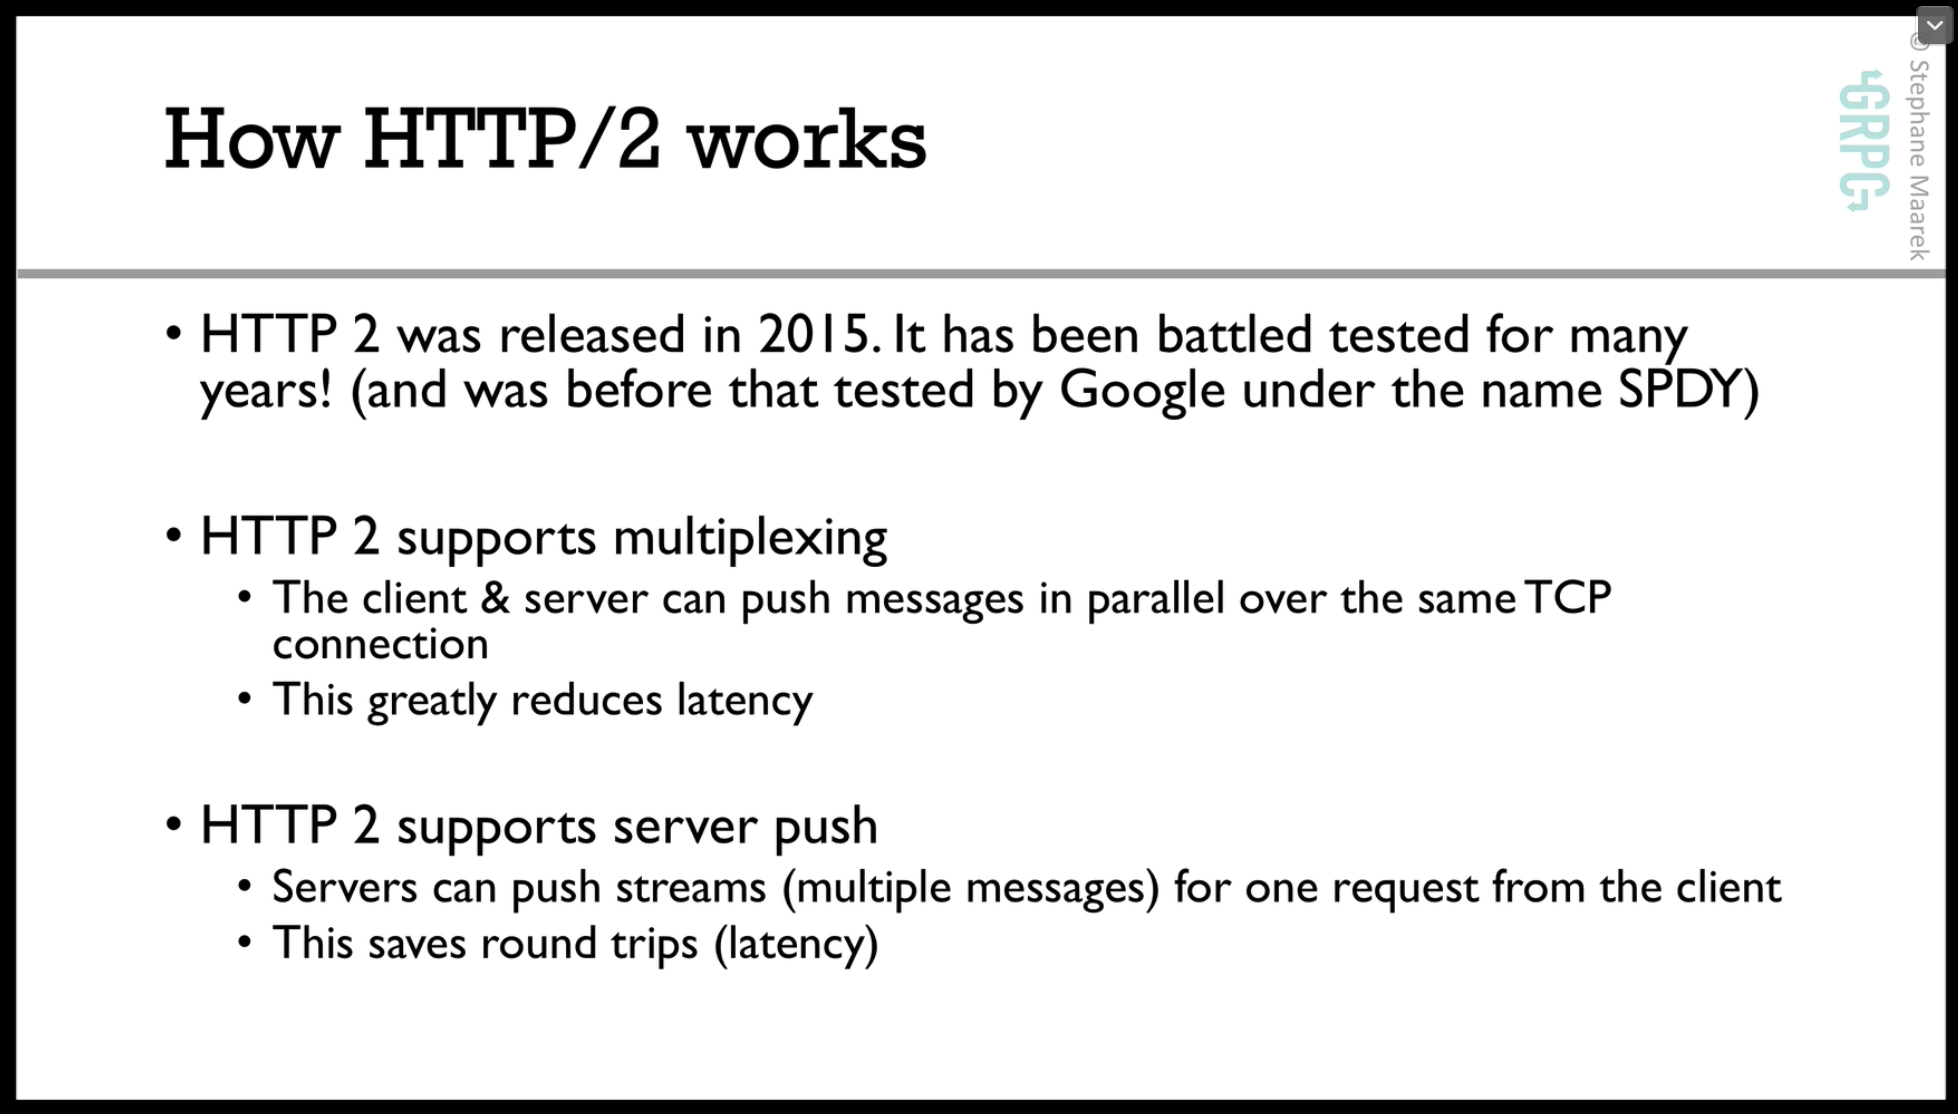 How HTTP/2 works
© Stephane Maarek
GRPC
• HTTP 2 was released in 2015. It has been battled tested for many
years! (and was before that tested by Google under the name SPDY)
• HTTP 2 supports multiplexing
• The client & server can push messages in parallel over the same TCP
connection
• This greatly reduces latency
• HTTP 2 supports server push
• Servers can push streams (multiple messages) for one request from the client
• This saves round trips (latency)